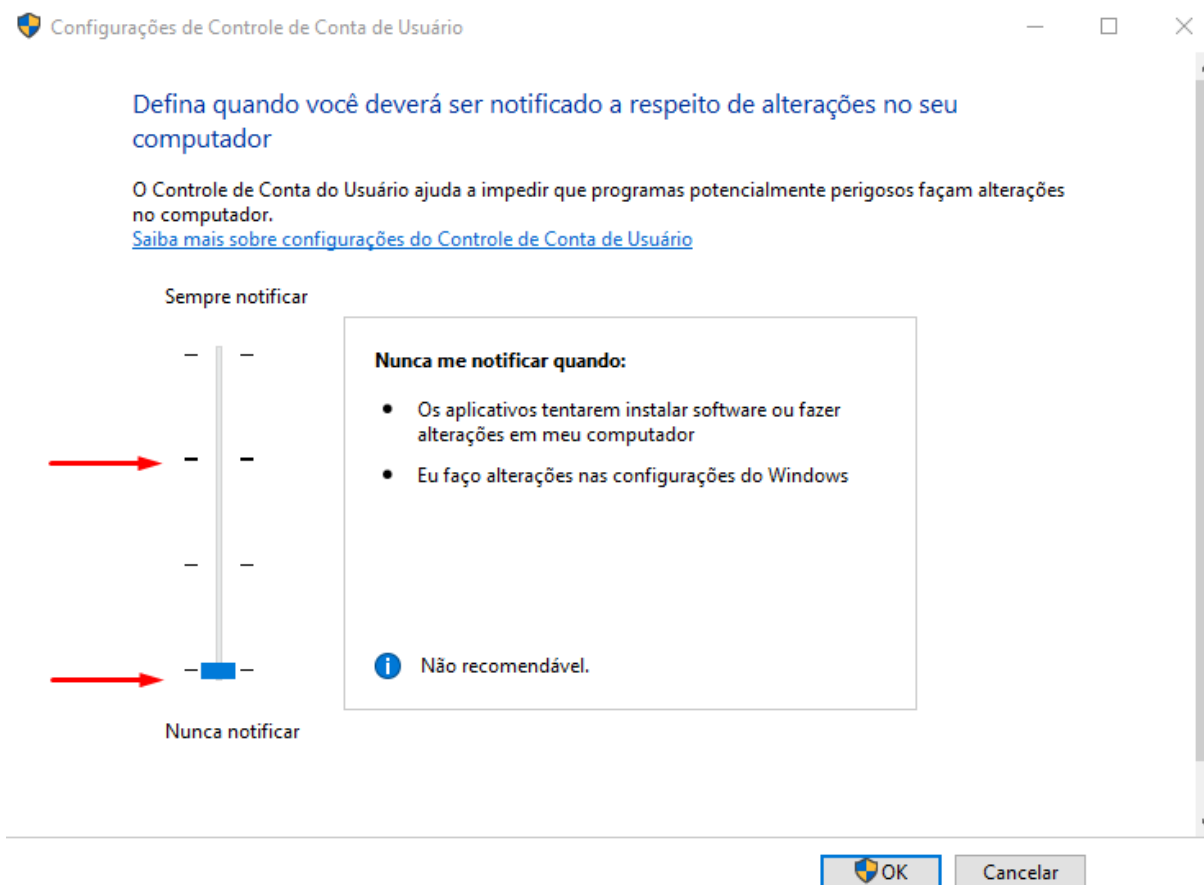 Configurações de Controle de Conta de Usuário
Defina quando você deverá ser notificado a respeito de alterações no seu
computador
O Controle de Conta do Usuário ajuda a impedir que programas potencialmente perigosos façam alterações
no computador.
Saiba mais sobre configurações do Controle de Conta de Usuário
Sempre notificar
Nunca me notificar quando:
Os aplicativos tentarem instalar software ou fazer
alterações em meu computador
Eu faço alterações nas configurações do Windows
Não recomendável.
Nunca notificar
OK
Cancelar